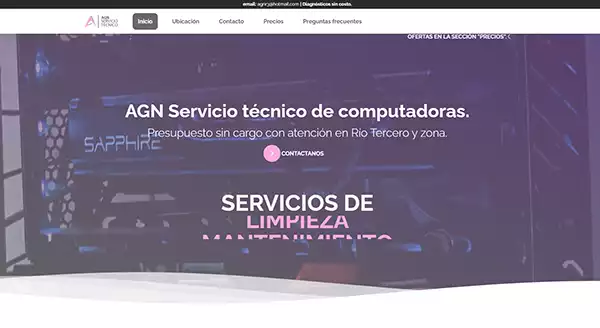 email: agnrcj@hotmail.com | Diagnósticos sin costo.
AGN
SERVICIO
TÉCNICO
Inicio
Ubicación
Contacto
Precios
Preguntas frecuentes
OFERTAS EN LA SECCIÓN "PRECIOS".
AGN Servicio técnico de computadoras.
Presupuesto sin cargo con atención en Río Tercero y zona.
SAPPHIRE
CONTACTANOS
SERVICIOS DE
LIMPIEZA
MANTENIMIENTO